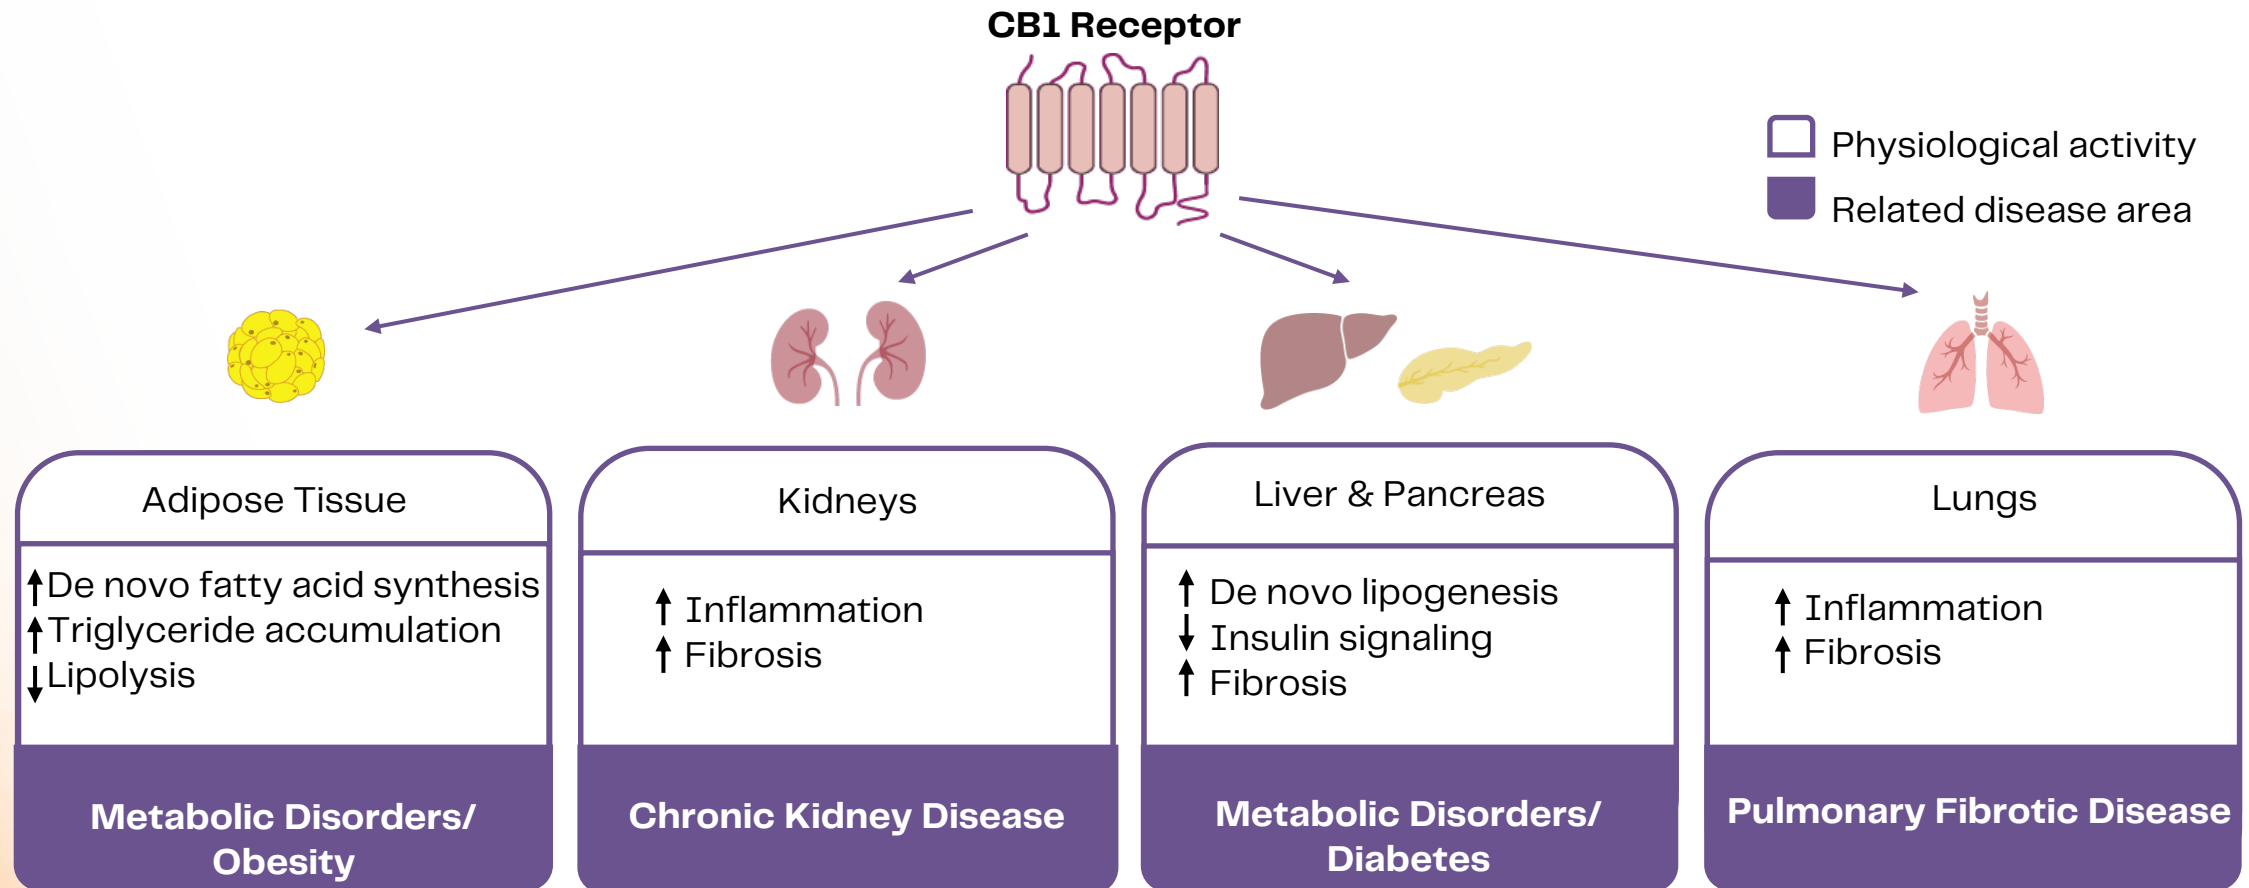 CB1 Receptor
Physiological activity
Related disease area
Adipose Tissue
↑De novo fatty acid synthesis
↑Triglyceride accumulation
↓Lipolysis
Metabolic Disorders/
Obesity
Kidneys
↑ Inflammation
↑ Fibrosis
Chronic Kidney Disease
Liver & Pancreas
↑ De novo lipogenesis
↓ Insulin signaling
↑ Fibrosis
Metabolic Disorders/
Diabetes
Lungs
↑ Inflammation
↑ Fibrosis
Pulmonary Fibrotic Disease